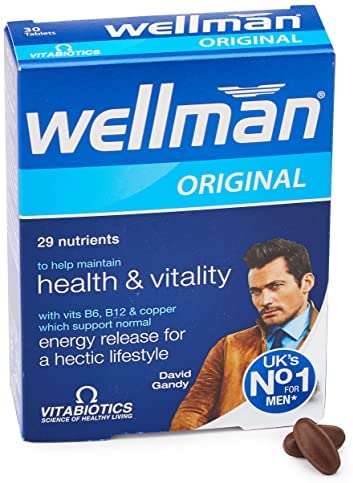 30
Tablets
VITABIOTICS
wellman®
ORIGINAL
29 nutrients
to help maintain
health & vitality
with vits B6, B12 & copper
which support normal
energy release for
a hectic lifestyle
David
Gandy
UK's
No1
FOR
MEN*
VITABIOTICS
SCIENCE OF HEALTHY LIVING